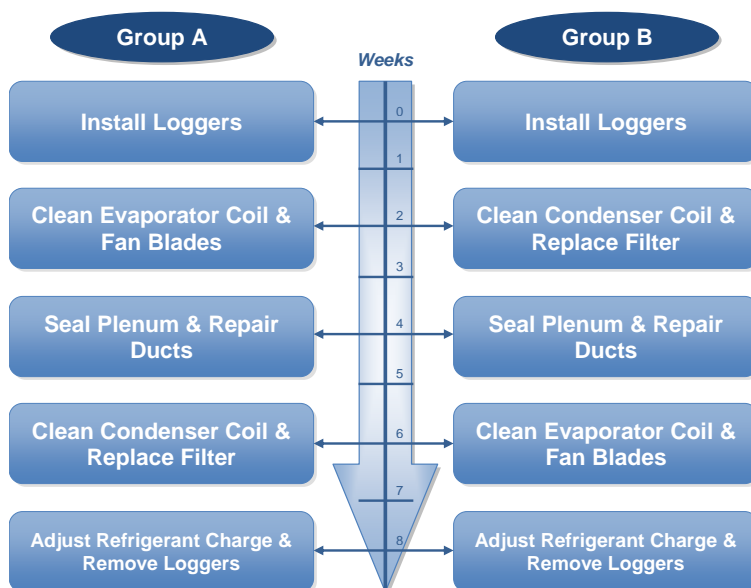 Group A
Group B
Weeks
Install Loggers
0
Install Loggers
1
Clean Evaporator Coil &
Fan Blades
2
Clean Condenser Coil &
Replace Filter
3
Seal Plenum & Repair
Ducts
4
Seal Plenum & Repair
Ducts
5
Clean Condenser Coil &
Replace Filter
6
Clean Evaporator Coil &
Fan Blades
7
Adjust Refrigerant Charge &
Remove Loggers
8
Adjust Refrigerant Charge &
Remove Loggers